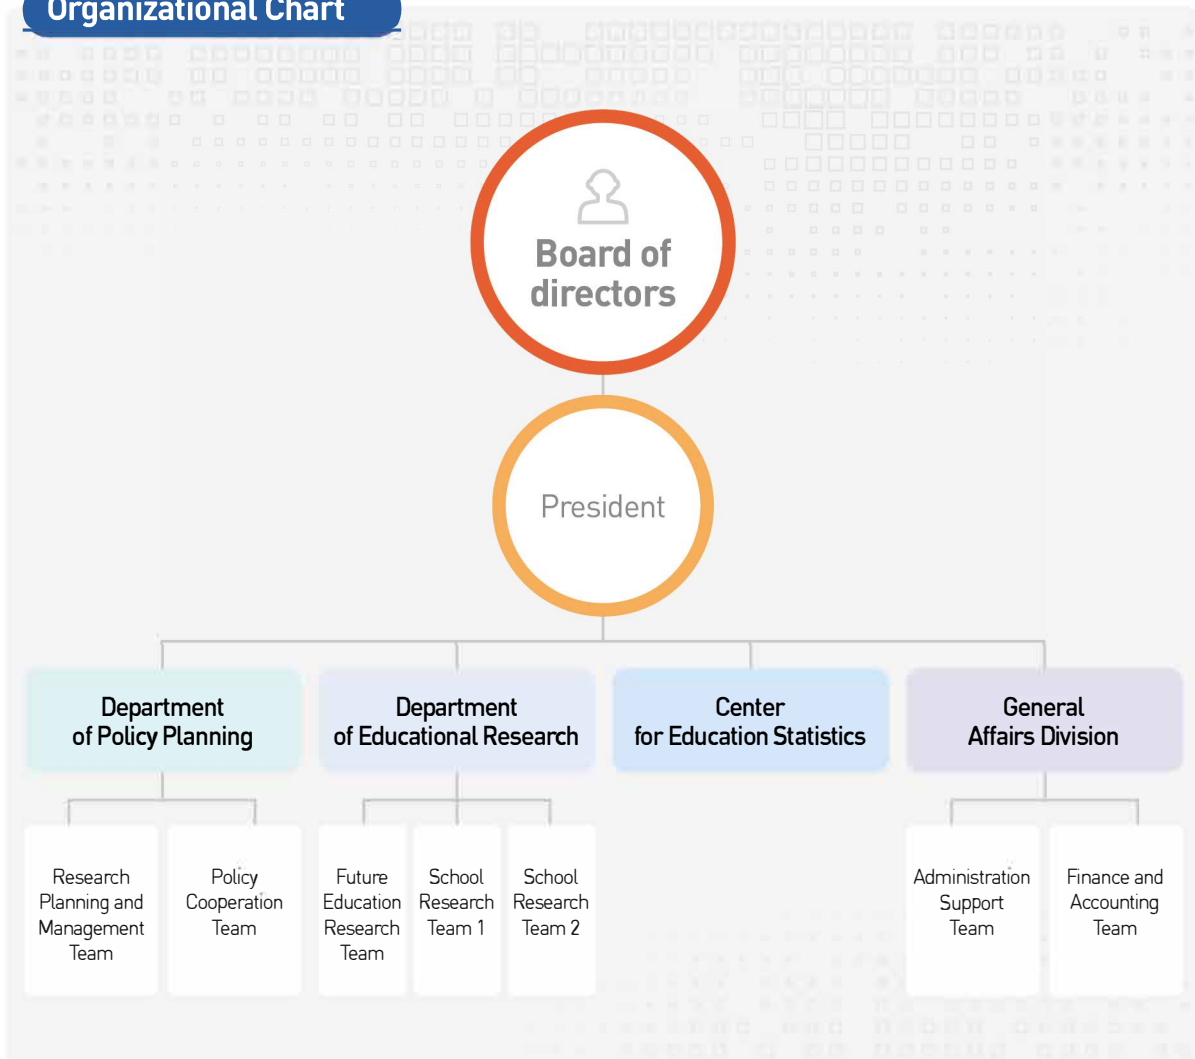 Organizational Chart
Board of
directors
President
Department
of Policy Planning
Department
of Educational Research
Center
for Education Statistics
General
Affairs Division
Research
Planning and
Management
Team
Policy
Cooperation
Team
Future
Education
Research
Team
School
Research
Team 1
School
Research
Team 2
Administration
Support
Team
Finance and
Accounting
Team